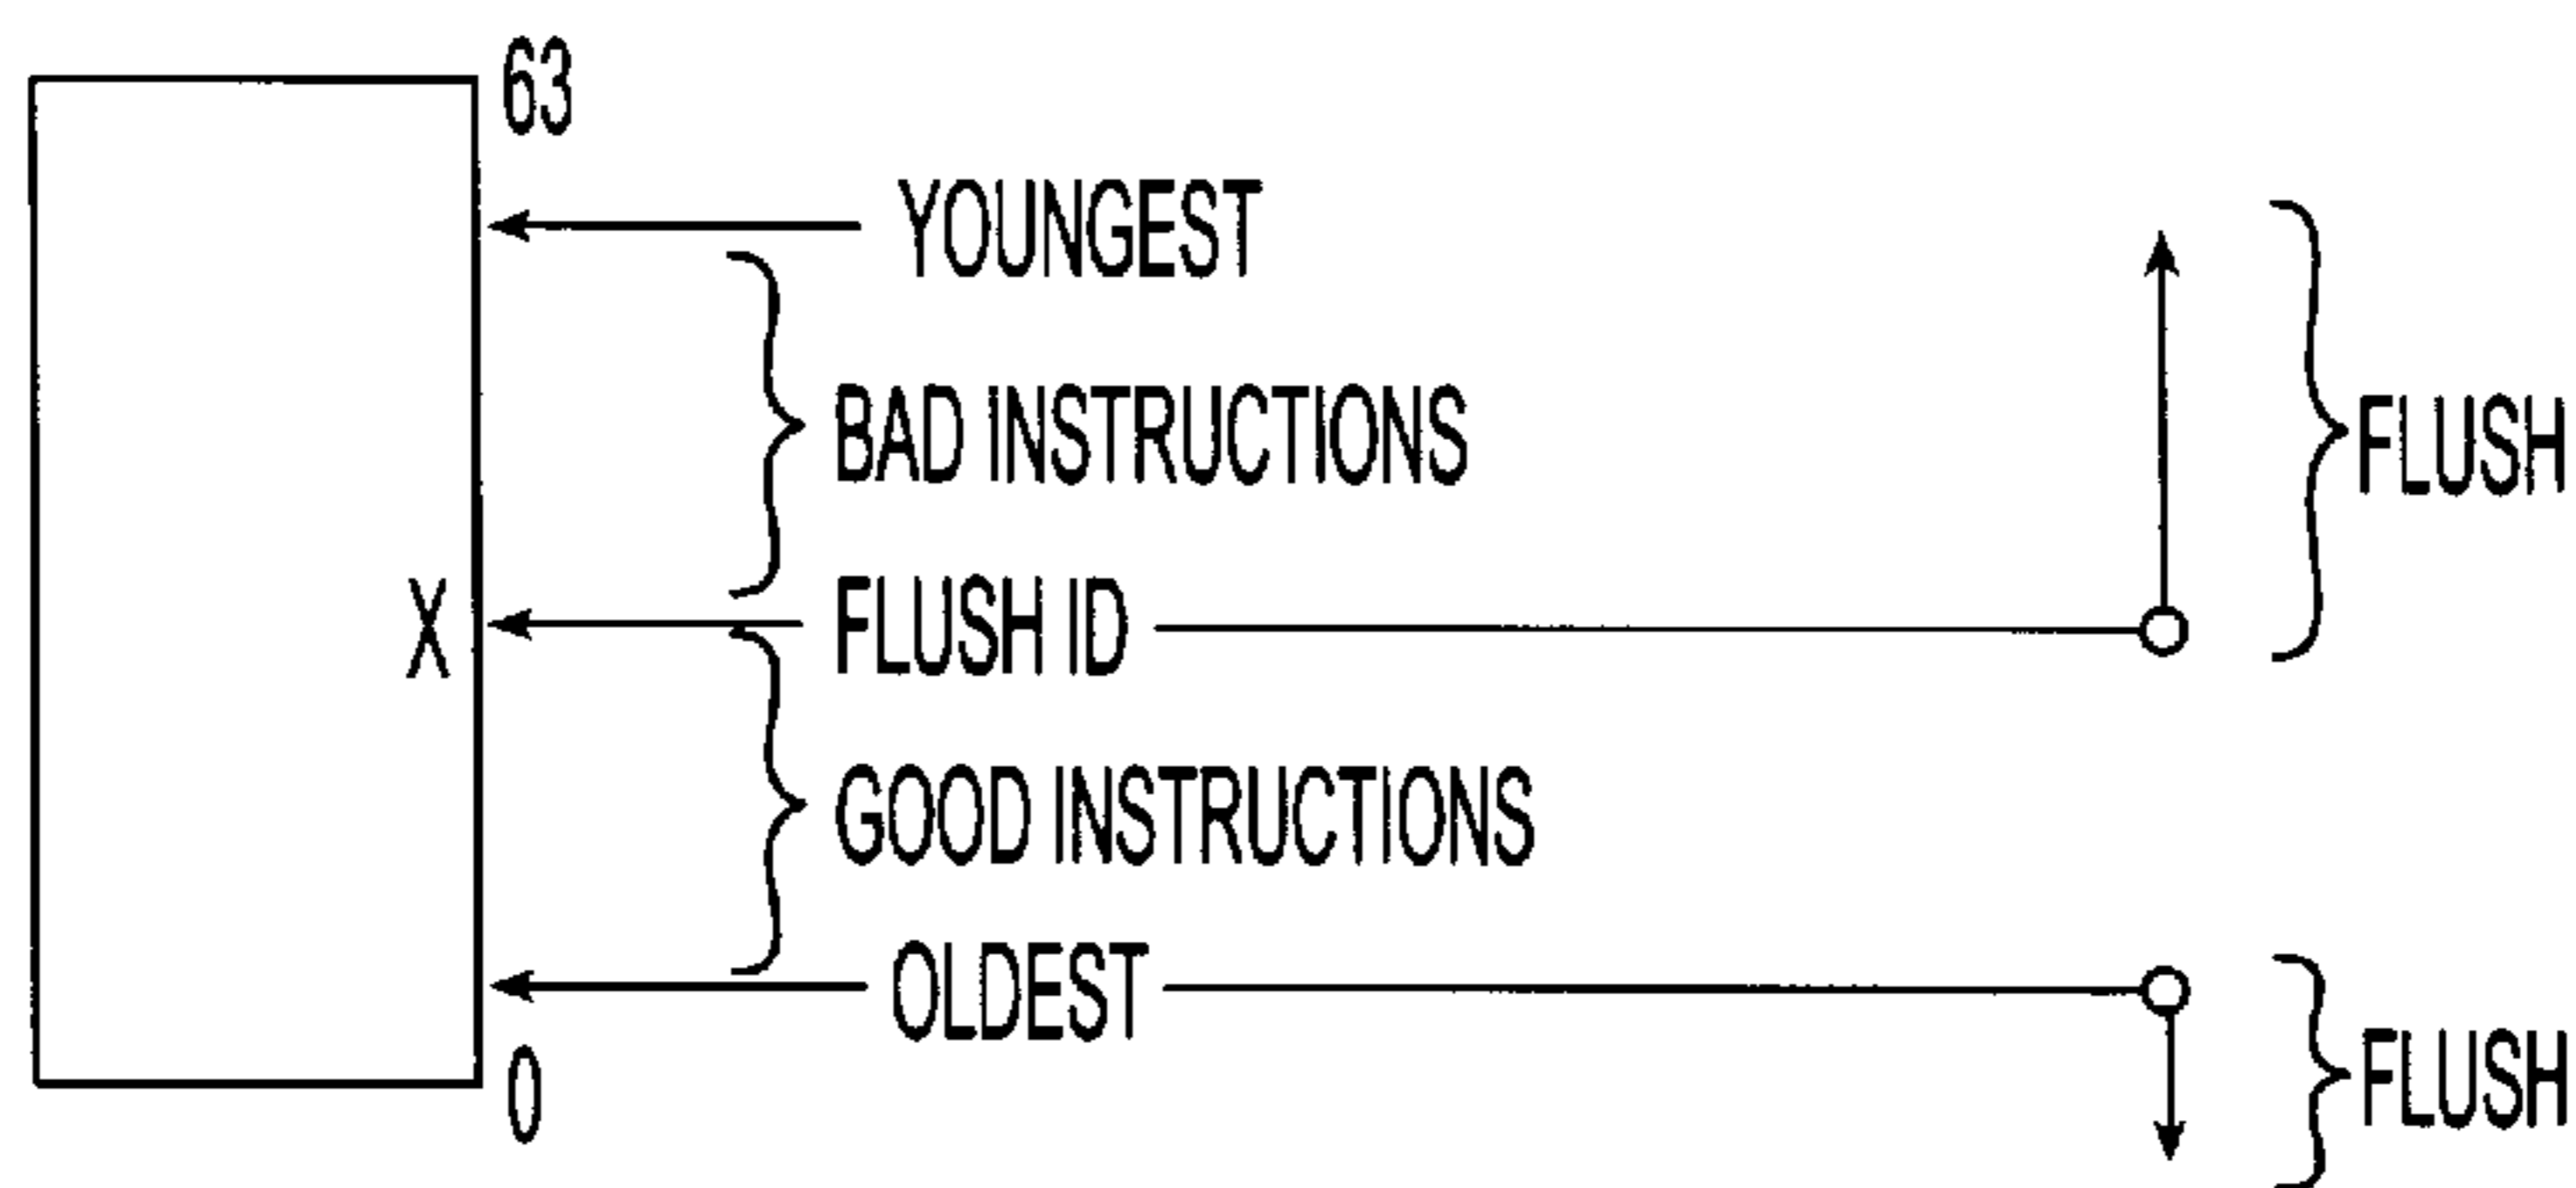 63
YOUNGEST
BAD INSTRUCTIONS
FLUSH
X
FLUSH ID
GOOD INSTRUCTIONS
OLDEST
FLUSH
0